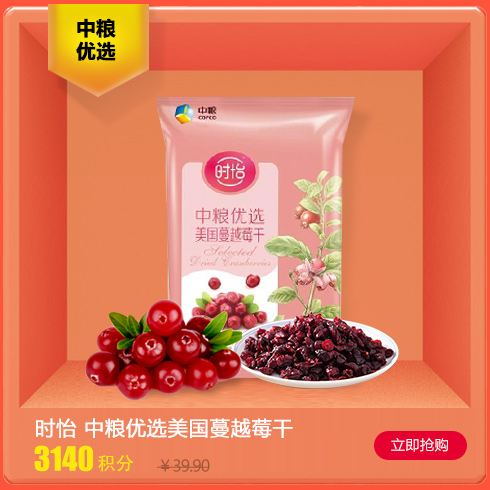 中粮
优选
中粮
COFCO
时怡
中粮优选
美国蔓越莓干
Selected
Dried Cranberries
时怡 中粮优选美国蔓越莓干
3140 积分 ￥39.90
立即抢购